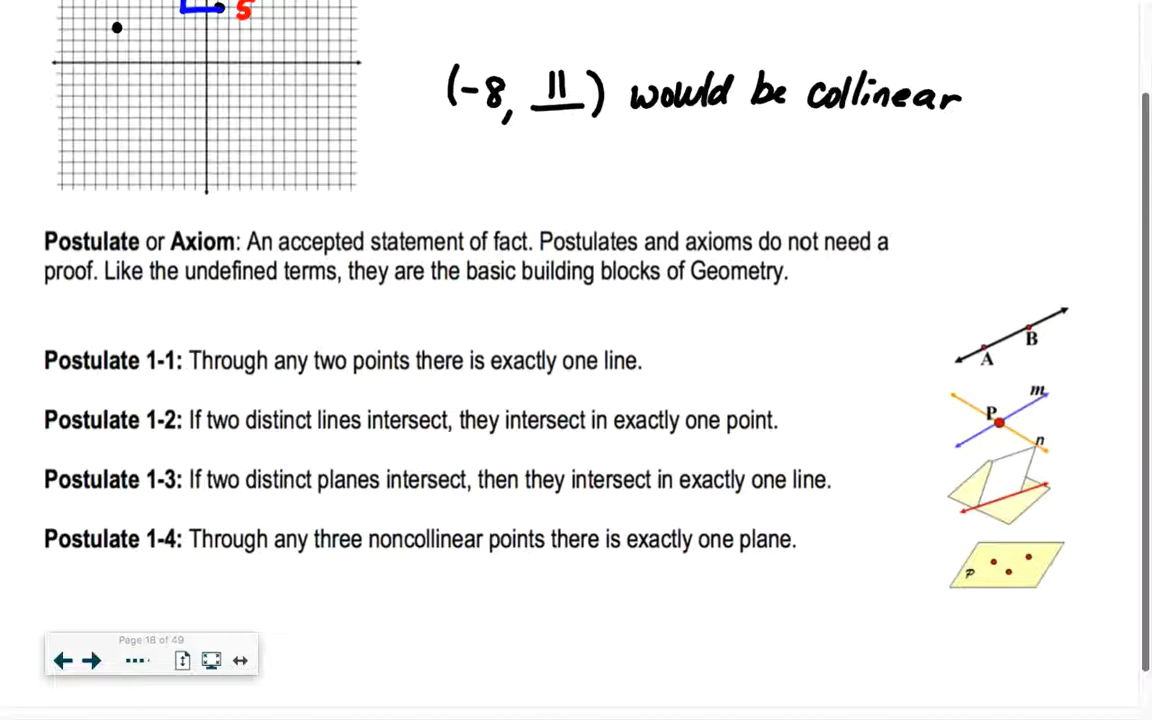 5
(-8, 11) would be collinear
Postulate or Axiom: An accepted statement of fact. Postulates and axioms do not need a
proof. Like the undefined terms, they are the basic building blocks of Geometry.
B
A
Postulate 1-1: Through any two points there is exactly one line.
m
P
Postulate 1-2: If two distinct lines intersect, they intersect in exactly one point.
n
Postulate 1-3: If two distinct planes intersect, then they intersect in exactly one line.
Postulate 1-4: Through any three noncollinear points there is exactly one plane.
P
Page 18 of 49